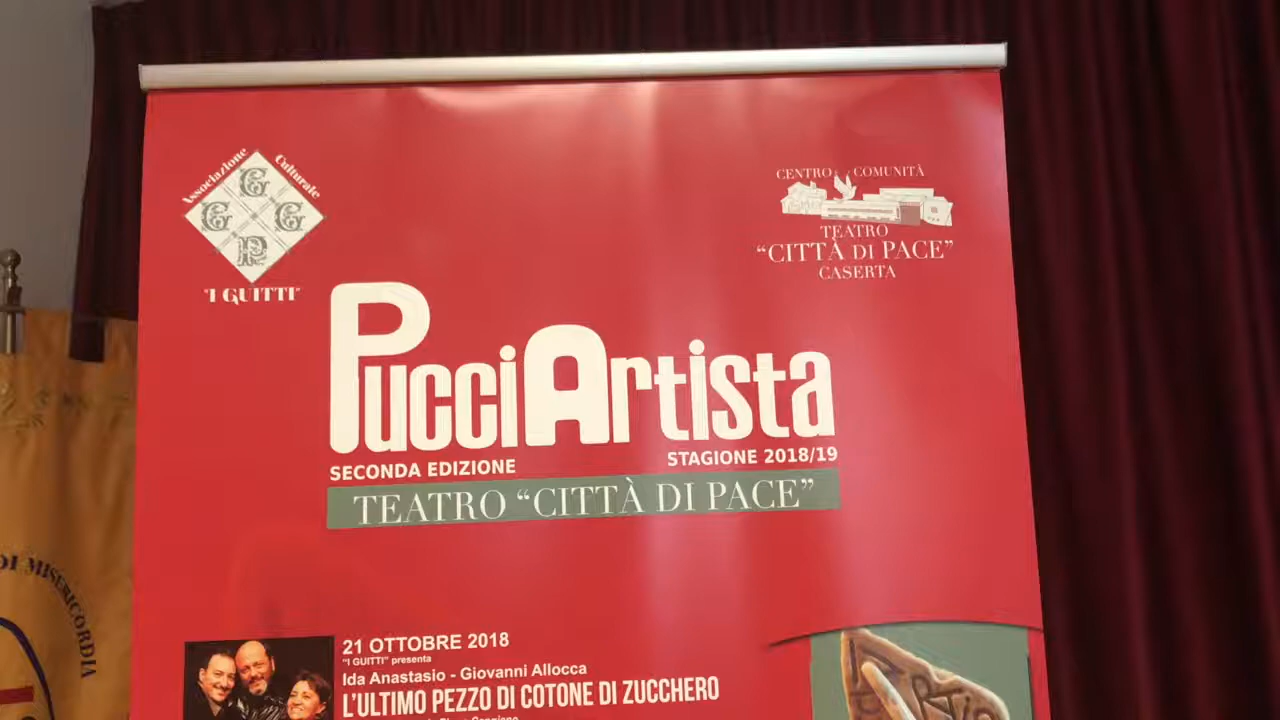 Associazione Culturale
G
G G
P
"I GUITTI"
CENTRO COMUNITÀ
TEATRO
“CITTÀ DI PACE”
CASERTA
PucciArtista
SECONDA EDIZIONE STAGIONE 2018/19
TEATRO “CITTÀ DI PACE”
DI MISERICORDIA
21 OTTOBRE 2018
"I GUITTI" presenta
Ida Anastasio - Giovanni Allocca
L'ULTIMO PEZZO DI COTONE DI ZUCCHERO